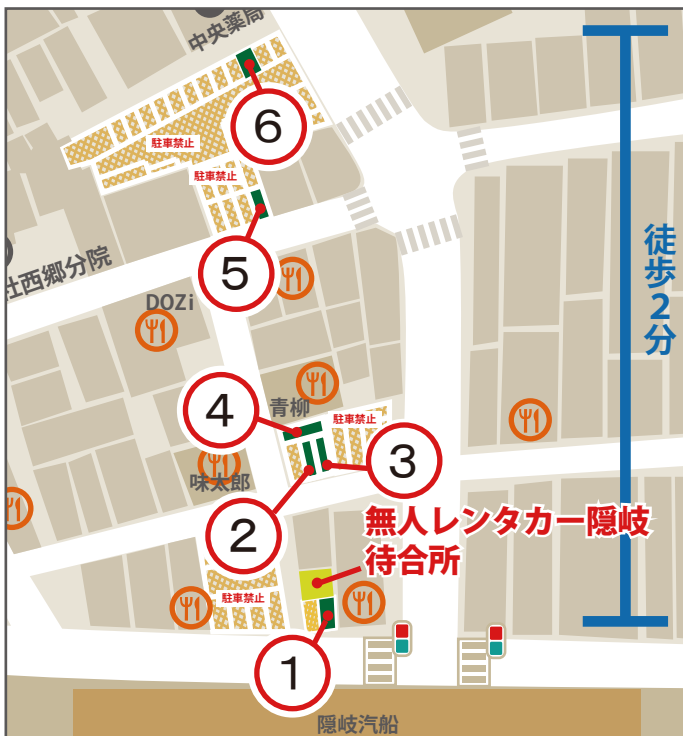 中央薬局
⑥
駐車禁止
駐車禁止
⑤
社西郷分院
DOZi
徒歩2分
④
青柳
駐車禁止
③
味太郎
②
無人レンタカー隠岐
待合所
駐車禁止
①
隠岐汽船